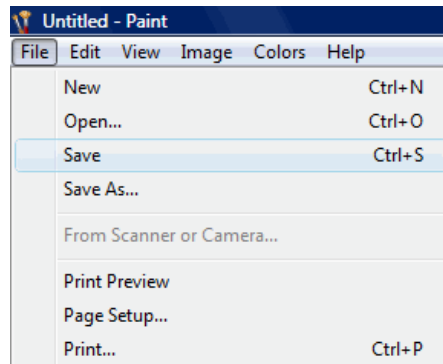 Untitled - Paint
File Edit View Image Colors Help
New Ctrl+N
Open... Ctrl+O
Save Ctrl+S
Save As...
From Scanner or Camera...
Print Preview
Page Setup...
Print... Ctrl+P